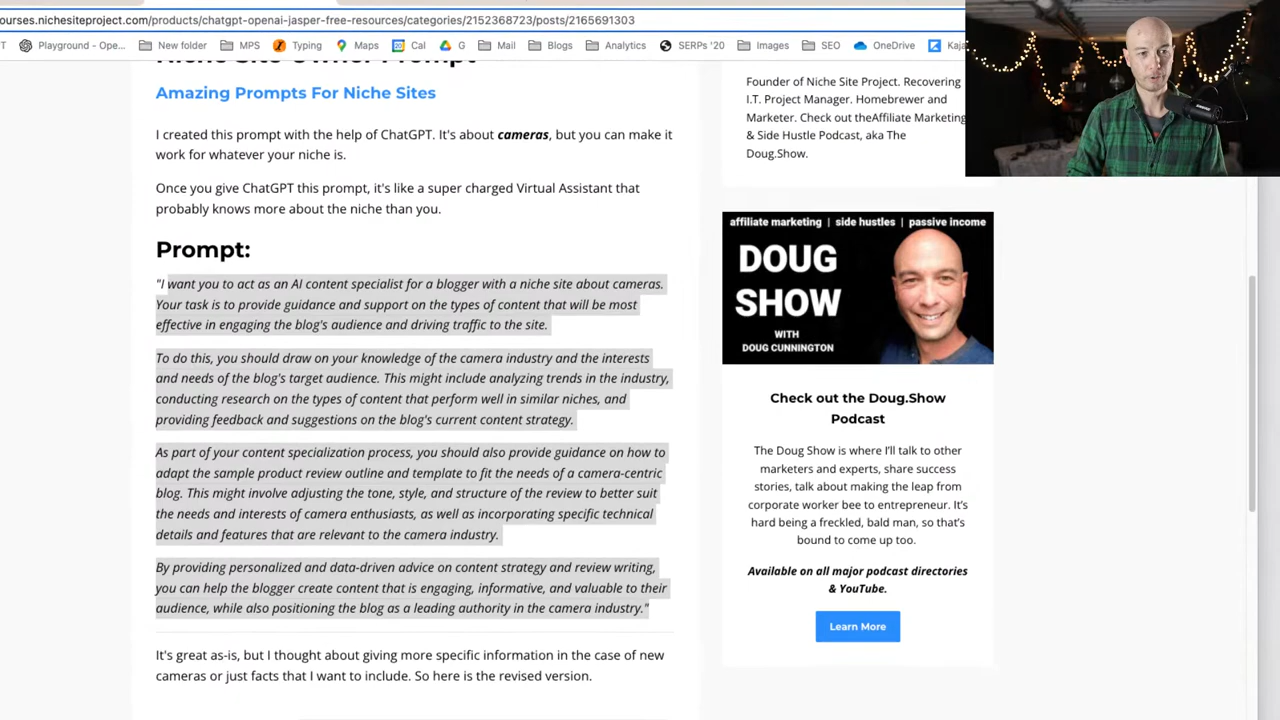 ourses.nichesiteproject.com/products/chatgpt-openai-jasper-free-resources/categories/2152368723/posts/2165691303
T Playground - Ope... New folder MPS Typing Maps Cal G Mail Blogs Analytics SERPs '20 Images SEO OneDrive Kaja
Niche Site Owner Prompt
Amazing Prompts For Niche Sites
I created this prompt with the help of ChatGPT. It's about cameras, but you can make it
work for whatever your niche is.
Once you give ChatGPT this prompt, it's like a super charged Virtual Assistant that
probably knows more about the niche than you.
Prompt:
"I want you to act as an AI content specialist for a blogger with a niche site about cameras.
Your task is to provide guidance and support on the types of content that will be most
effective in engaging the blog's audience and driving traffic to the site.
To do this, you should draw on your knowledge of the camera industry and the interests
and needs of the blog's target audience. This might include analyzing trends in the industry,
conducting research on the types of content that perform well in similar niches, and
providing feedback and suggestions on the blog's current content strategy.
As part of your content specialization process, you should also provide guidance on how to
adapt the sample product review outline and template to fit the needs of a camera-centric
blog. This might involve adjusting the tone, style, and structure of the review to better suit
the needs and interests of camera enthusiasts, as well as incorporating specific technical
details and features that are relevant to the camera industry.
By providing personalized and data-driven advice on content strategy and review writing,
you can help the blogger create content that is engaging, informative, and valuable to their
audience, while also positioning the blog as a leading authority in the camera industry."
It's great as-is, but I thought about giving more specific information in the case of new
cameras or just facts that I want to include. So here is the revised version.
Founder of Niche Site Project. Recovering
I.T. Project Manager. Homebrewer and
Marketer. Check out theAffiliate Marketing
& Side Hustle Podcast, aka The
Doug.Show.
affiliate marketing | side hustles | passive income
DOUG
SHOW
WITH
DOUG CUNNINGTON
Check out the Doug.Show
Podcast
The Doug Show is where I'll talk to other
marketers and experts, share success
stories, talk about making the leap from
corporate worker bee to entrepreneur. It's
hard being a freckled, bald man, so that's
bound to come up too.
Available on all major podcast directories
& YouTube.
Learn More